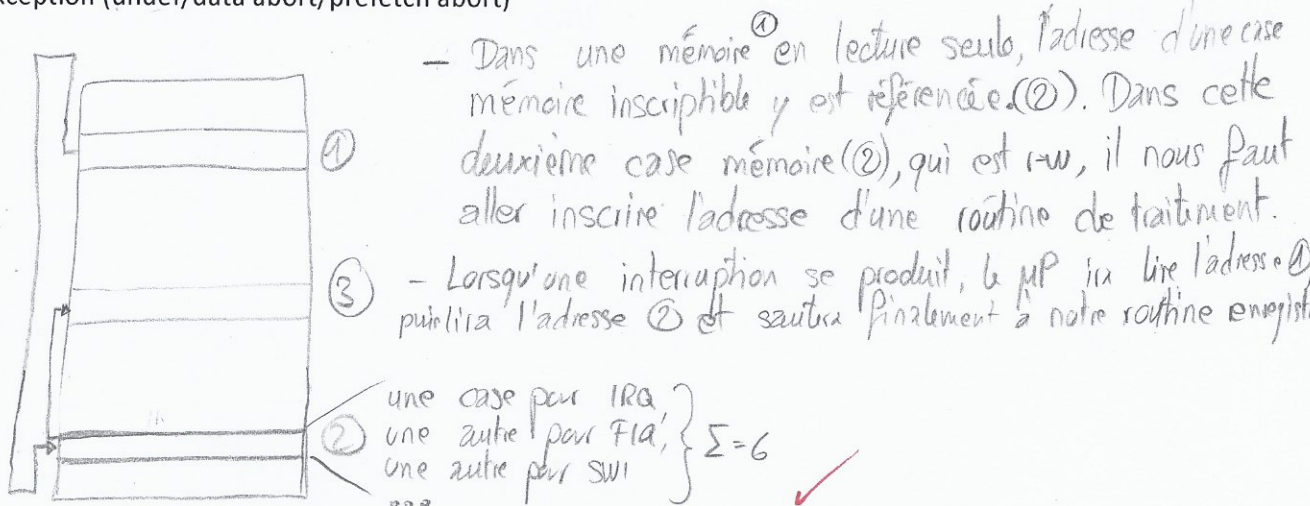 ception (undef/data abort/prefetch abort)
– Dans une mémoire ① en lecture seule, l'adresse d'une case
mémoire inscriptible y est référencée.(②). Dans cette
deuxième case mémoire(②), qui est r-w, il nous faut
①
aller inscrire l'adresse d'une routine de traitement.
③
– Lorsqu'une interruption se produit, le µP ira lire l'adresse ①
puis lira l'adresse ② et sautera finalement à notre routine enregist
②
une case pour IRQ,
une autre pour FIQ,
une autre pour SWI
Σ=6
...